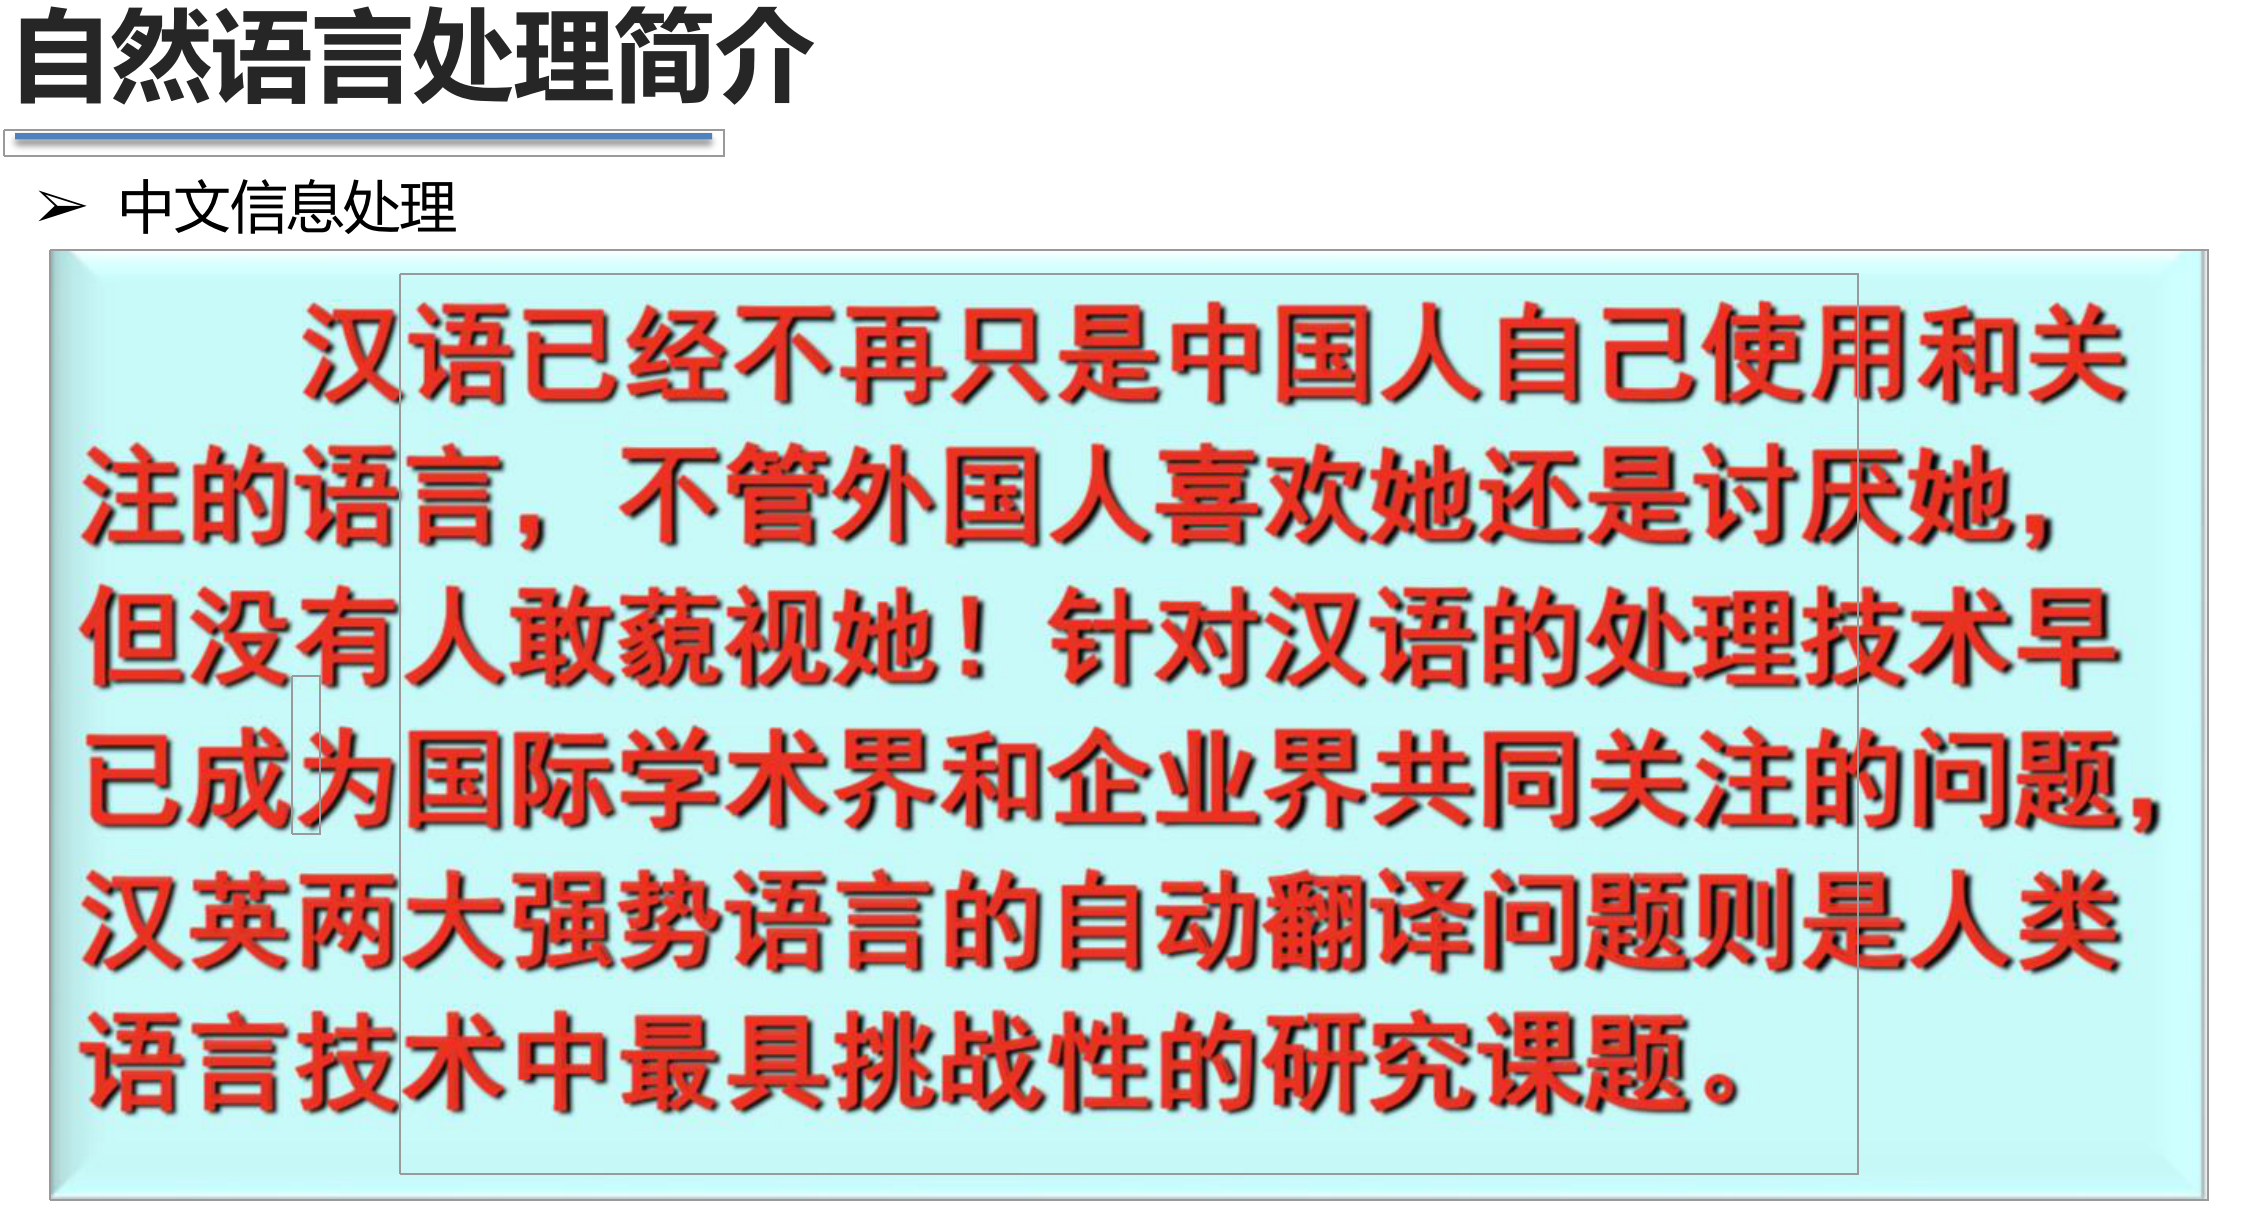 自然语言处理简介
➢ 中文信息处理
汉语已经不再只是中国人自己使用和关
注的语言，不管外国人喜欢她还是讨厌她，
但没有人敢藐视她！针对汉语的处理技术早
已成为国际学术界和企业界共同关注的问题，
汉英两大强势语言的自动翻译问题则是人类
语言技术中最具挑战性的研究课题。